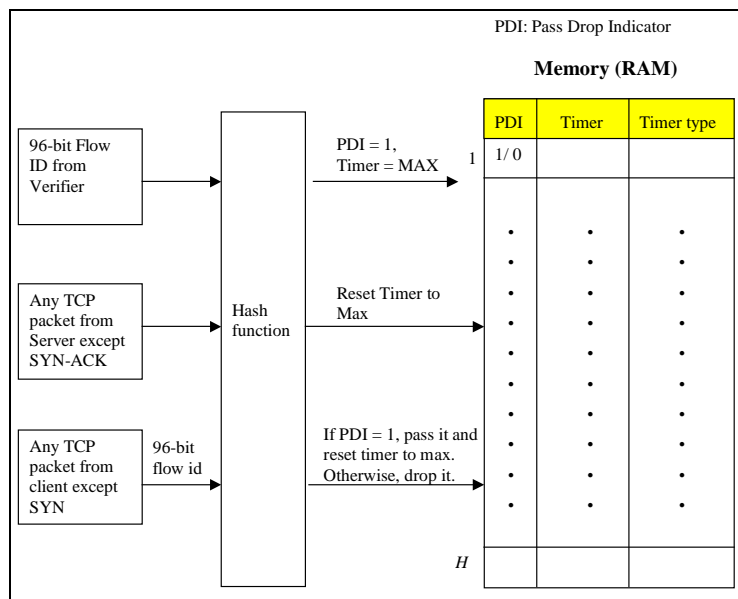 PDI: Pass Drop Indicator
Memory (RAM)
PDI
Timer
Timer type
1
1/ 0
96-bit Flow
ID from
Verifier
PDI = 1,
Timer = MAX
Any TCP
packet from
Server except
SYN-ACK
Hash
function
Reset Timer to
Max
Any TCP
packet from
client except
SYN
96-bit
flow id
If PDI = 1, pass it and
reset timer to max.
Otherwise, drop it.
H